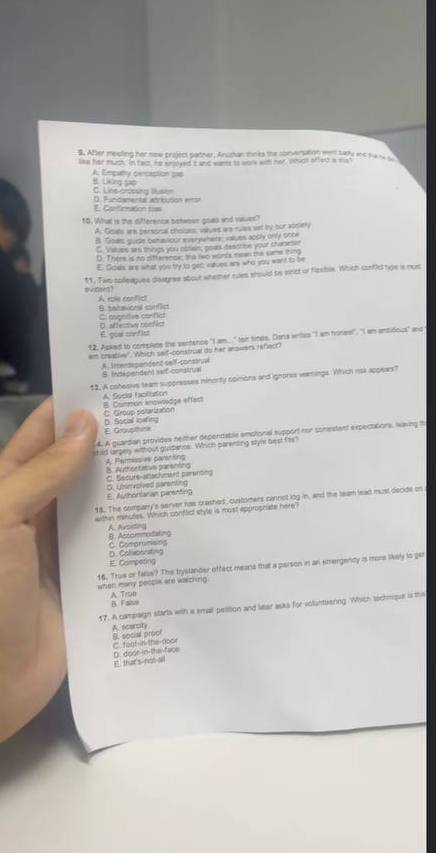 9. After meeting her new project partner, Aruzhan thinks the conversation went badly and that he
like her much. In fact, he enjoyed it and wants to work with her. Which effect is this?
A. Empathy perception gap
B. Liking gap
C. Line-crossing illusion
D. Fundamental attribution error
E. Confirmation bias
10. What is the difference between goals and values?
A. Goals are personal choices; values are rules set by our society
B. Goals guide behaviour everywhere; values apply only once
C. Values are things you obtain; goals describe your character
D. There is no difference; the two words mean the same thing
E. Goals are what you try to get; values are who you want to be
11. Two colleagues disagree about whether rules should be strict or flexible. Which conflict type is most
evident?
A. role conflict
B. behavioral conflict
C. cognitive conflict
D. affective conflict
E. goal conflict
12. Asked to complete the sentence "I am..." ten times, Dana writes "I am honest", "I am ambitious" and
am creative". Which self-construal do her answers reflect?
A. Interdependent self-construal
B. Independent self-construal
13. A cohesive team suppresses minority opinions and ignores warnings. Which risk appears?
A. Social facilitation
B. Common knowledge effect
C. Group polarization
D. Social loafing
E. Groupthink
4. A guardian provides neither dependable emotional support nor consistent expectations, leaving
child largely without guidance. Which parenting style best fits?
A. Permissive parenting
B. Authoritative parenting
C. Secure-attachment parenting
D. Uninvolved parenting
E. Authoritarian parenting
15. The company's server has crashed, customers cannot log in, and the team lead must decide on
within minutes. Which conflict style is most appropriate here?
A. Avoiding
B. Accommodating
C. Compromising
D. Collaborating
E. Competing
16. True or false? The bystander effect means that a person in an emergency is more likely to get
when many people are watching.
A. True
B. False
17. A campaign starts with a small petition and later asks for volunteering. Which technique is this
A. scarcity
B. social proof
C. foot-in-the-door
D. door-in-the-face
E. that's-not-all